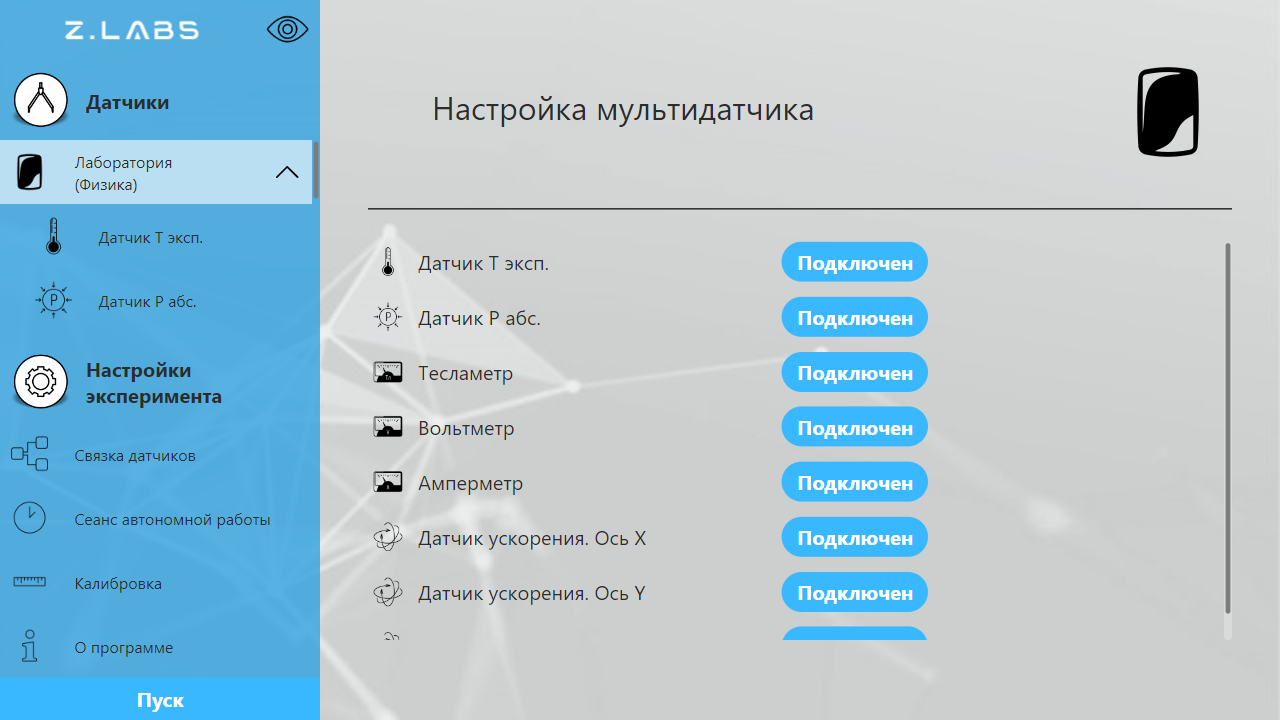 Z.LABS
Датчики
Лаборатория
(Физика)
Датчик T эксп.
Датчик P абс.
Настройки
эксперимента
Связка датчиков
Сеанс автономной работы
Калибровка
О программе
Пуск
Настройка мультидатчика
Датчик T эксп. Подключен
Датчик P абс. Подключен
Тесламетр Подключен
Вольтметр Подключен
Амперметр Подключен
Датчик ускорения. Ось X Подключен
Датчик ускорения. Ось Y Подключен